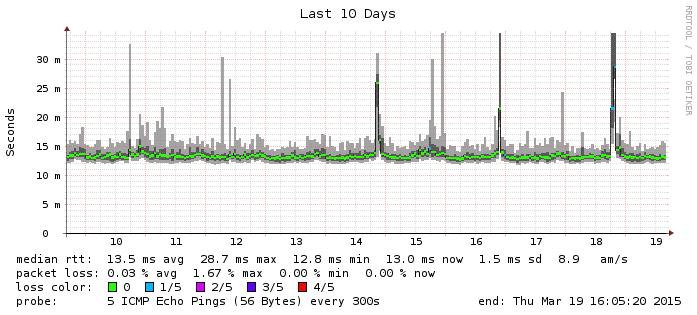 Last 10 Days
RRDTOOL / TOBI OETIKER
Seconds
30 m
25 m
20 m
15 m
10 m
5 m
0
10 11 12 13 14 15 16 17 18 19
median rtt: 13.5 ms avg 28.7 ms max 12.8 ms min 13.0 ms now 1.5 ms sd 8.9 am/s
packet loss: 0.03 % avg 1.67 % max 0.00 % min 0.00 % now
loss color: 0 1/5 2/5 3/5 4/5
probe: 5 ICMP Echo Pings (56 Bytes) every 300s end: Thu Mar 19 16:05:20 2015